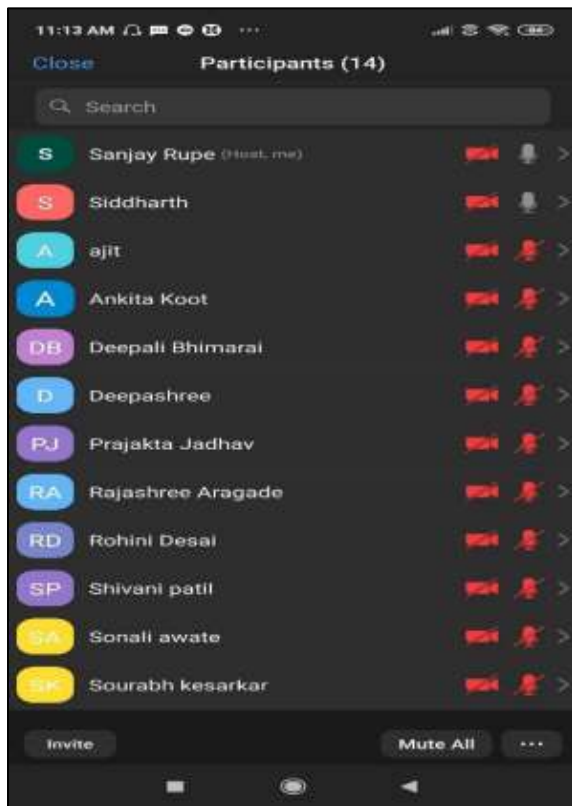 11:13 AM ...
84
Close Participants (14)
Search
S Sanjay Rupe (Host, me)
S Siddharth
A ajit
A Ankita Koot
DB Deepali Bhimarai
D Deepashree
PJ Prajakta Jadhav
RA Rajashree Aragade
RD Rohini Desai
SP Shivani patil
SA Sonali awate
SK Sourabh kesarkar
Invite Mute All ...